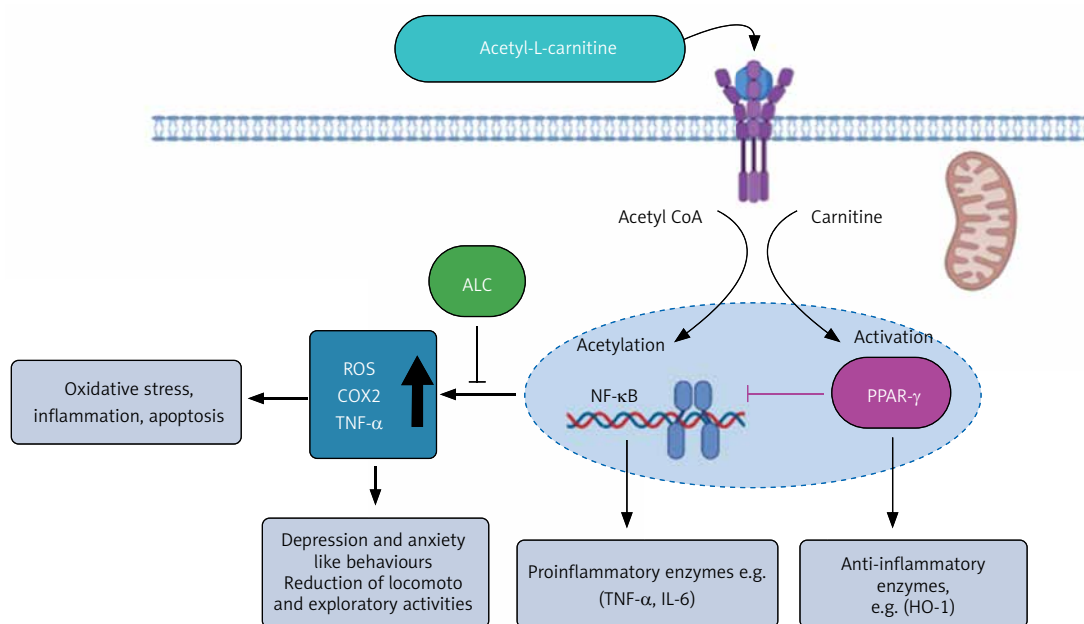 Acetyl-L-carnitine
Acetyl CoA
Carnitine
ALC
Acetylation
Activation
ROS
COX2
TNF-α
Oxidative stress,
inflammation, apoptosis
NF-κB
PPAR-γ
Depression and anxiety
like behaviours
Reduction of locomoto
and exploratory activities
Proinflammatory enzymes e.g.
(TNF-α, IL-6)
Anti-inflammatory
enzymes,
e.g. (HO-1)